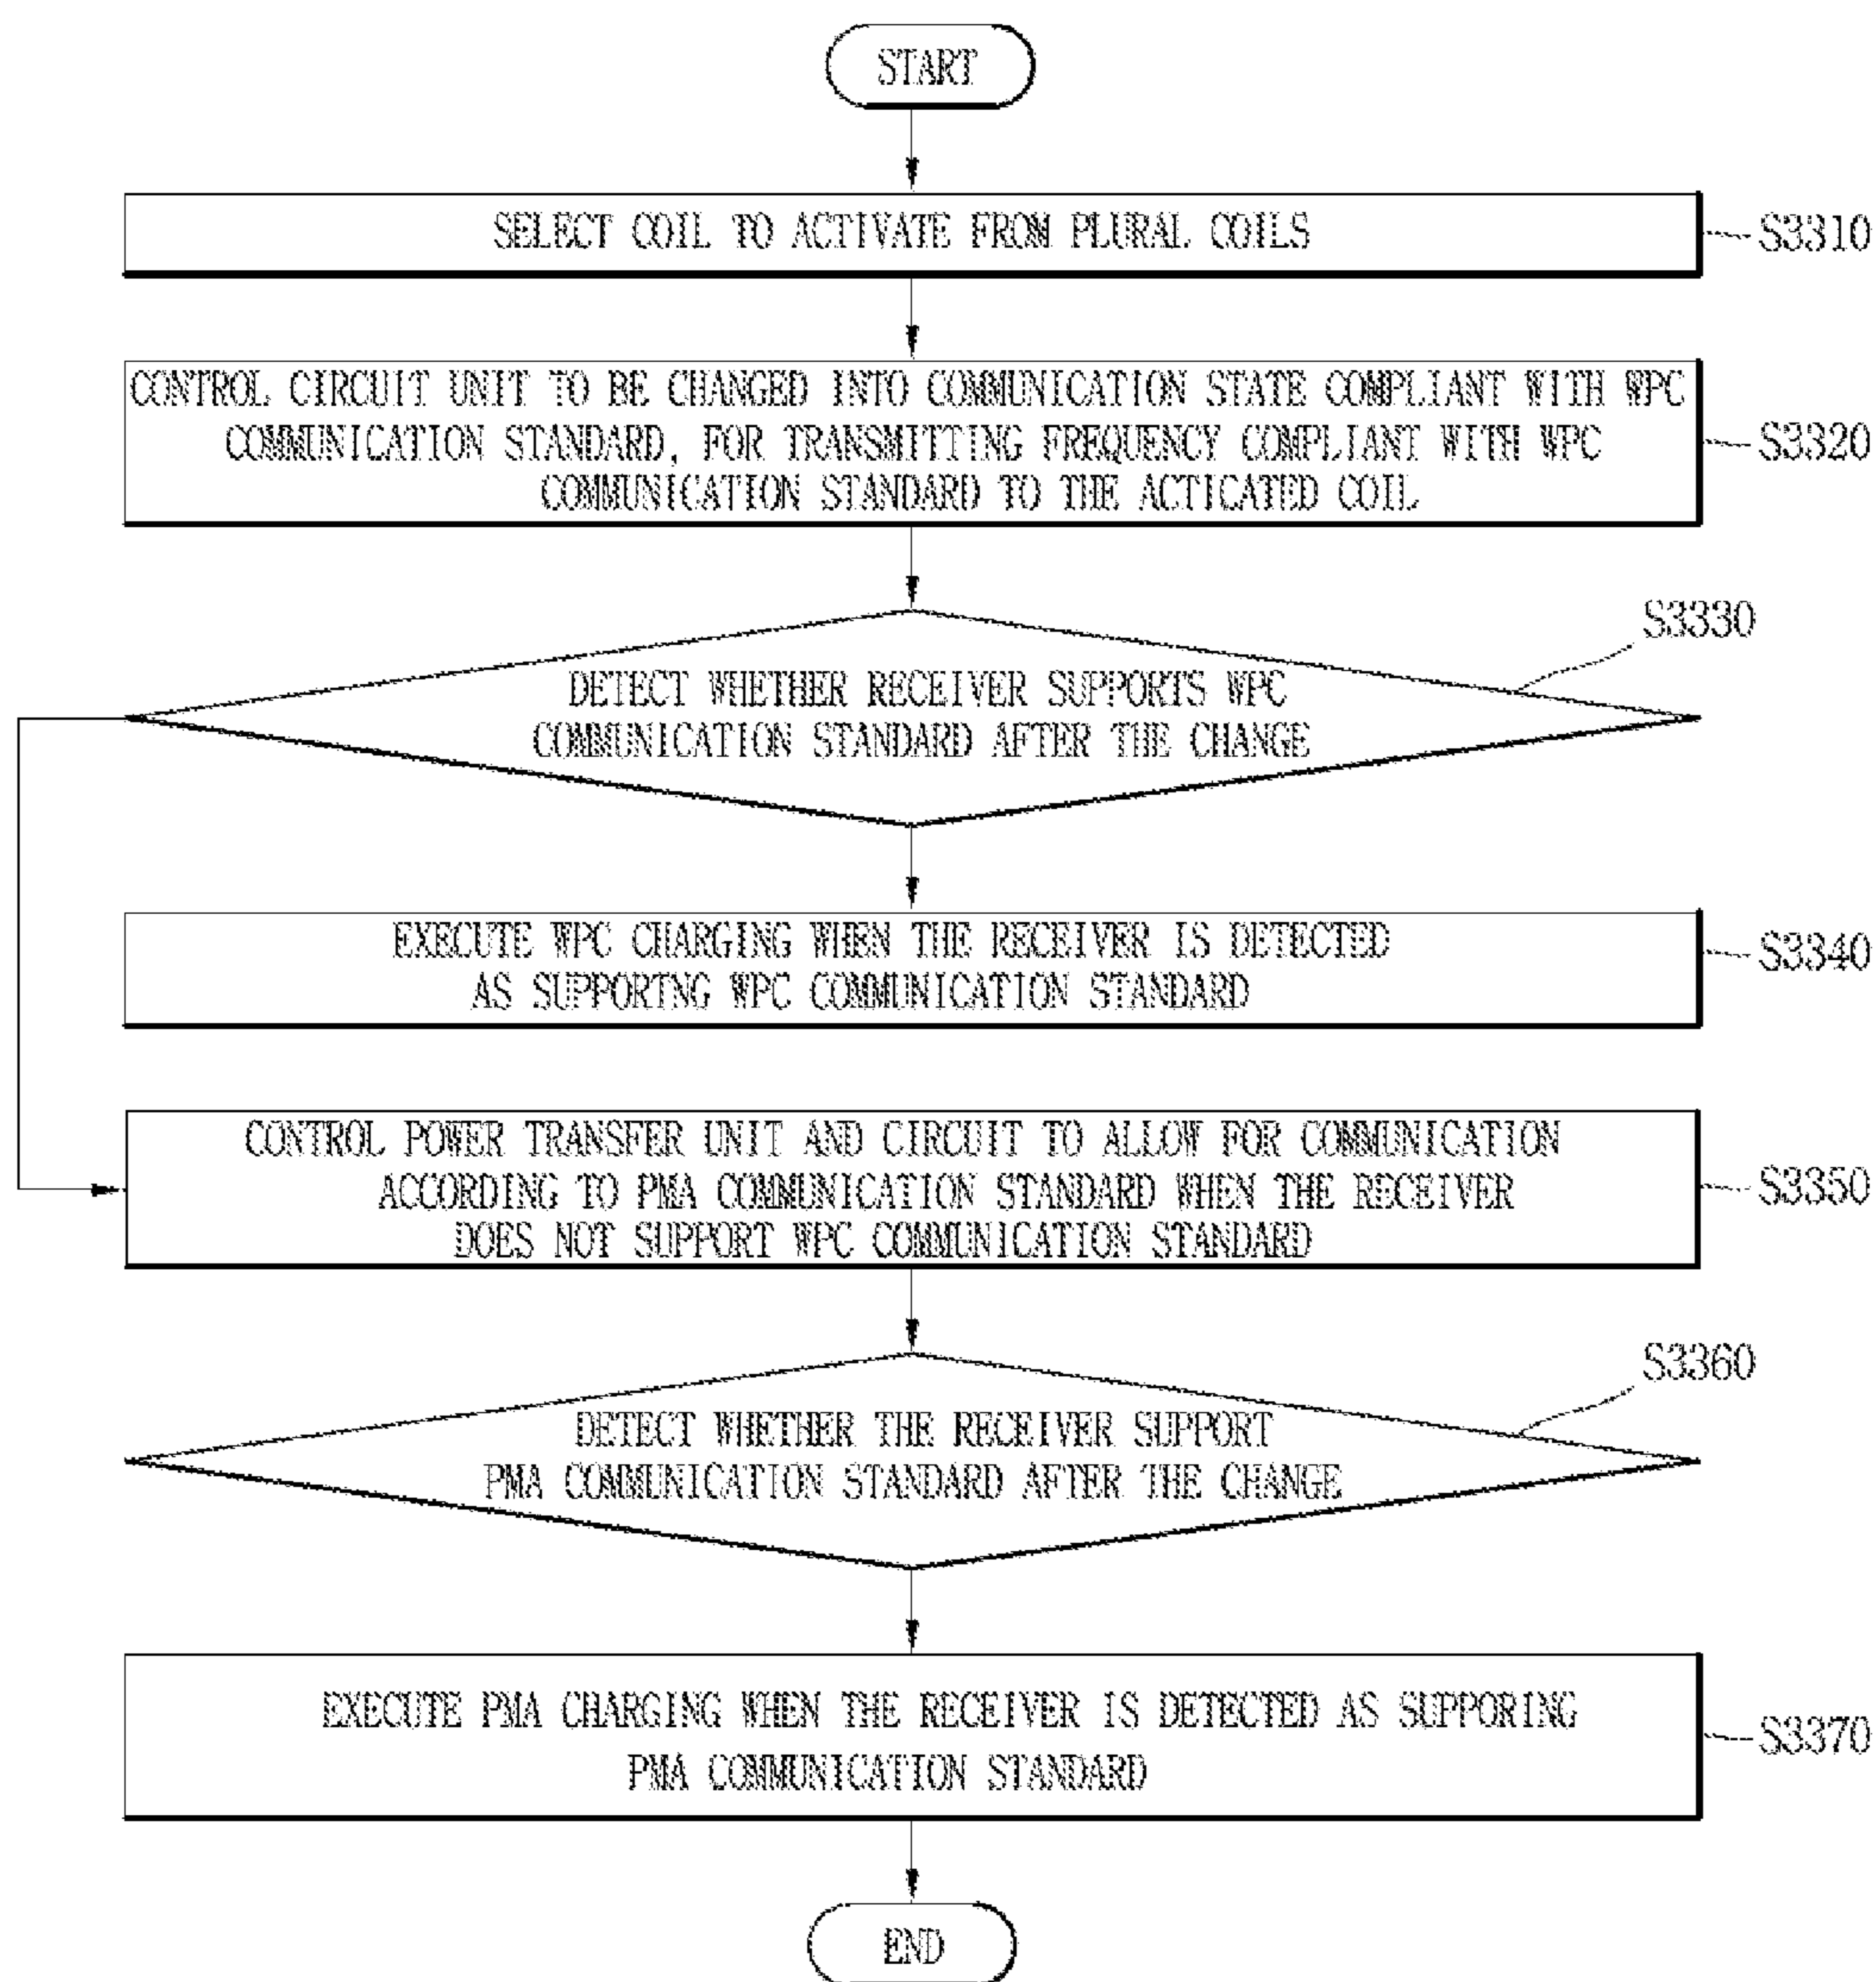 START
SELECT COIL TO ACTIVATE FROM PLURAL COILS
S3310
CONTROL CIRCUIT UNIT TO BE CHANGED INTO COMMUNICATION STATE COMPLIANT WITH WPC
COMMUNICATION STANDARD, FOR TRANSMITTING FREQUENCY COMPLIANT WITH WPC
COMMUNICATION STANDARD TO THE ACTICATED COIL
S3320
S3330
DETECT WHETHER RECEIVER SUPPORTS WPC
COMMUNICATION STANDARD AFTER THE CHANGE
EXECUTE WPC CHARGING WHEN THE RECEIVER IS DETECTED
AS SUPPORTNG WPC COMMUNICATION STANDARD
S3340
CONTROL POWER TRANSFER UNIT AND CIRCUIT TO ALLOW FOR COMMUNICATION
ACCORDING TO PMA COMMUNICATION STANDARD WHEN THE RECEIVER
DOES NOT SUPPORT WPC COMMUNICATION STANDARD
S3350
S3360
DETECT WHETHER THE RECEIVER SUPPORT
PMA COMMUNICATION STANDARD AFTER THE CHANGE
EXECUTE PMA CHARGING WHEN THE RECEIVER IS DETECTED AS SUPPORING
PMA COMMUNICATION STANDARD
S3370
END